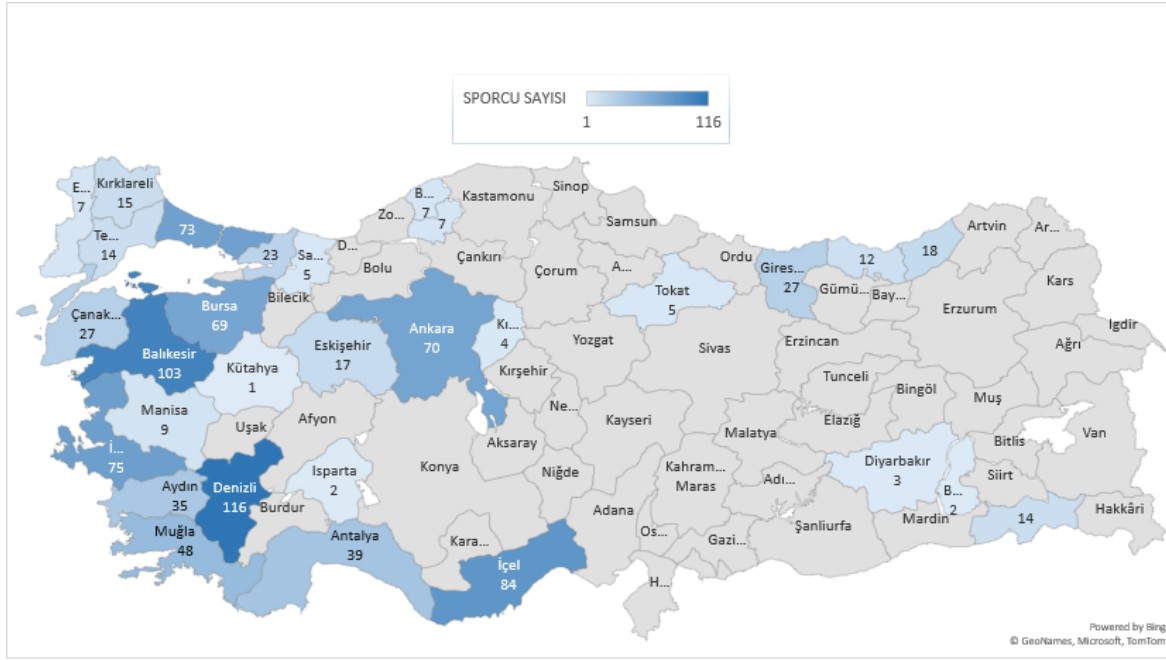 SPORCU SAYISI
1
116
E...
7
Kırklareli
15
Te...
14
73
23
Sa...
5
D...
Zo...
B...
7
7
Kastamonu
Sinop
Samsun
Bolu
Çankırı
Çorum
A...
Tokat
5
Ordu
Gires...
27
12
18
Artvin
Ar...
Gümü...
Bay...
Erzurum
Kars
Igdir
Ağrı
Çanak...
27
Bursa
69
Bilecik
Balıkesir
103
Kütahya
1
Eskişehir
17
Ankara
70
Kı...
4
Yozgat
Sivas
Erzincan
Kırşehir
Tunceli
Bingöl
Muş
Manisa
9
Uşak
Afyon
Ne...
Kayseri
Malatya
Elazığ
Bitlis
Van
İ...
75
Aksaray
Konya
Niğde
Kahram...
Maras
Adı...
Diyarbakır
3
B...
2
Siirt
Aydın
35
Denizli
116
Isparta
2
Burdur
Adana
Os...
Gazi...
Şanliurfa
Mardin
14
Hakkâri
Muğla
48
Antalya
39
Kara...
İçel
84
H...
Powered by Bing
© GeoNames, Microsoft, TomTom